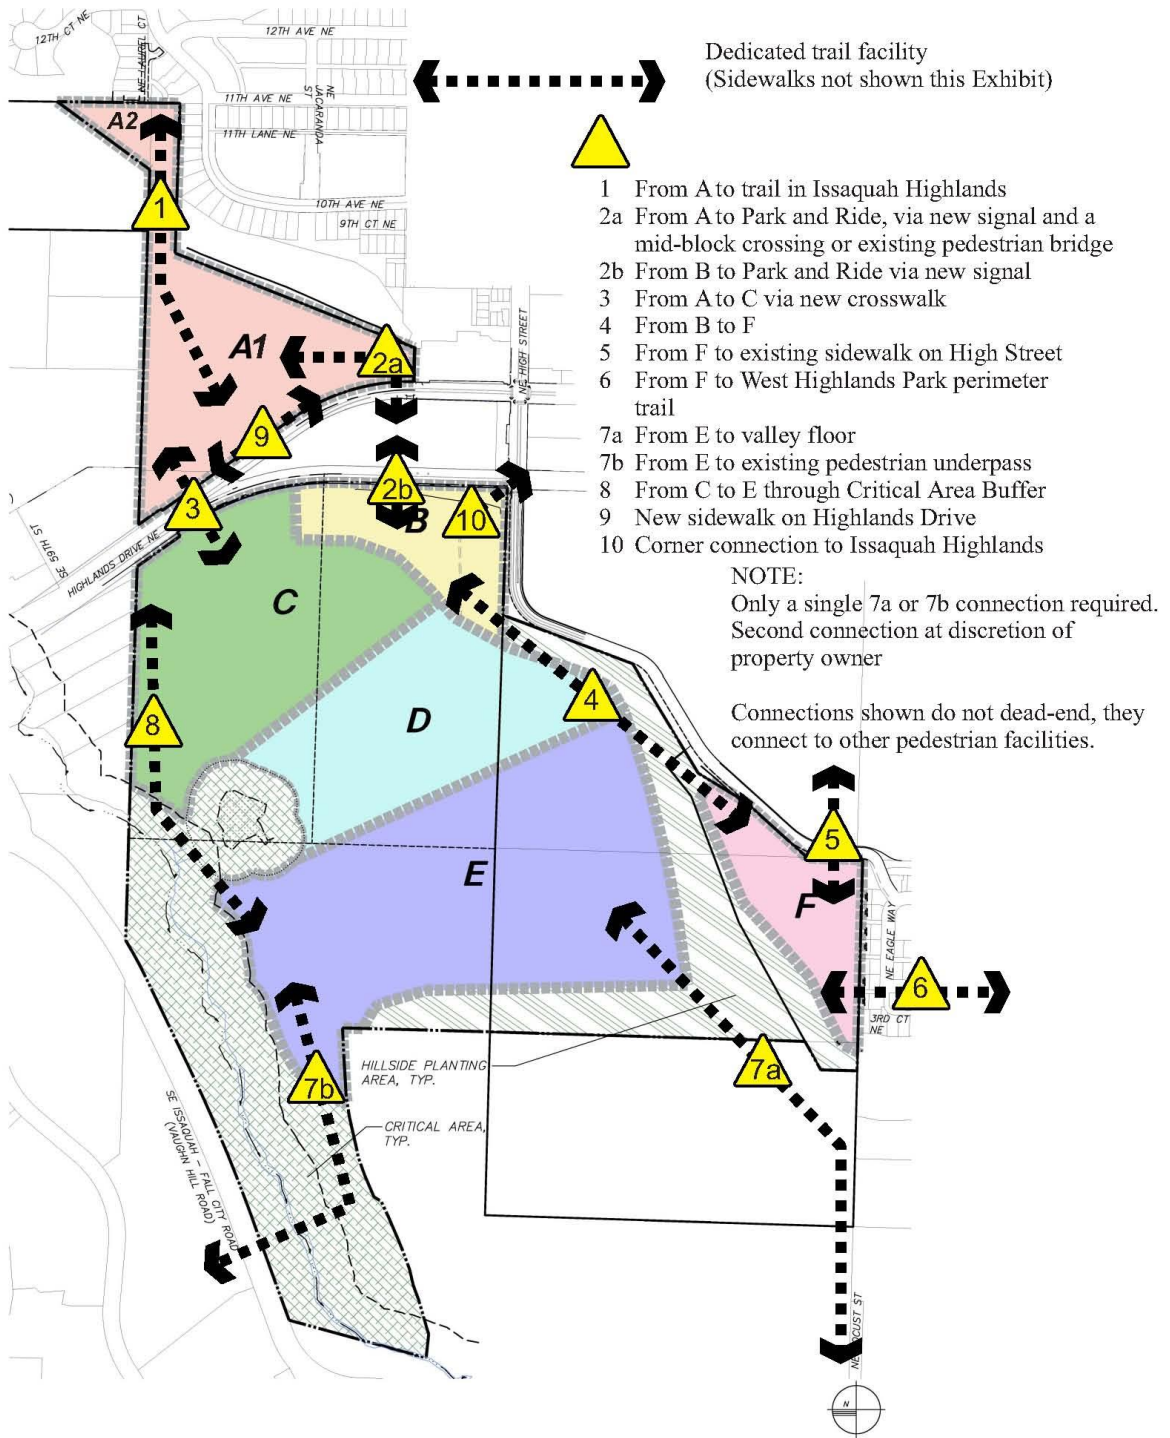 12TH CT NE
NE JULEP CT
12TH AVE NE
11TH AVE NE
NE
JACARANDA
ST
11TH LANE NE
10TH AVE NE
9TH CT NE
Dedicated trail facility
(Sidewalks not shown this Exhibit)
1 From A to trail in Issaquah Highlands
2a From A to Park and Ride, via new signal and a
mid-block crossing or existing pedestrian bridge
2b From B to Park and Ride via new signal
3 From A to C via new crosswalk
4 From B to F
5 From F to existing sidewalk on High Street
6 From F to West Highlands Park perimeter
trail
7a From E to valley floor
7b From E to existing pedestrian underpass
8 From C to E through Critical Area Buffer
9 New sidewalk on Highlands Drive
10 Corner connection to Issaquah Highlands
NOTE:
Only a single 7a or 7b connection required.
Second connection at discretion of
property owner
Connections shown do not dead-end, they
connect to other pedestrian facilities.
A2
1
A1
2a
NE HIGH STREET
9
3
2b
B
10
SE 59TH ST
HIGHLANDS DRIVE NE
C
D
4
8
5
E
F
NE EAGLE WAY
6
3RD CT
NE
7a
7b
HILLSIDE PLANTING
AREA, TYP.
CRITICAL AREA,
TYP.
SE ISSAQUAH - FALL CITY ROAD
(VAUGHN HILL ROAD)
ST
N